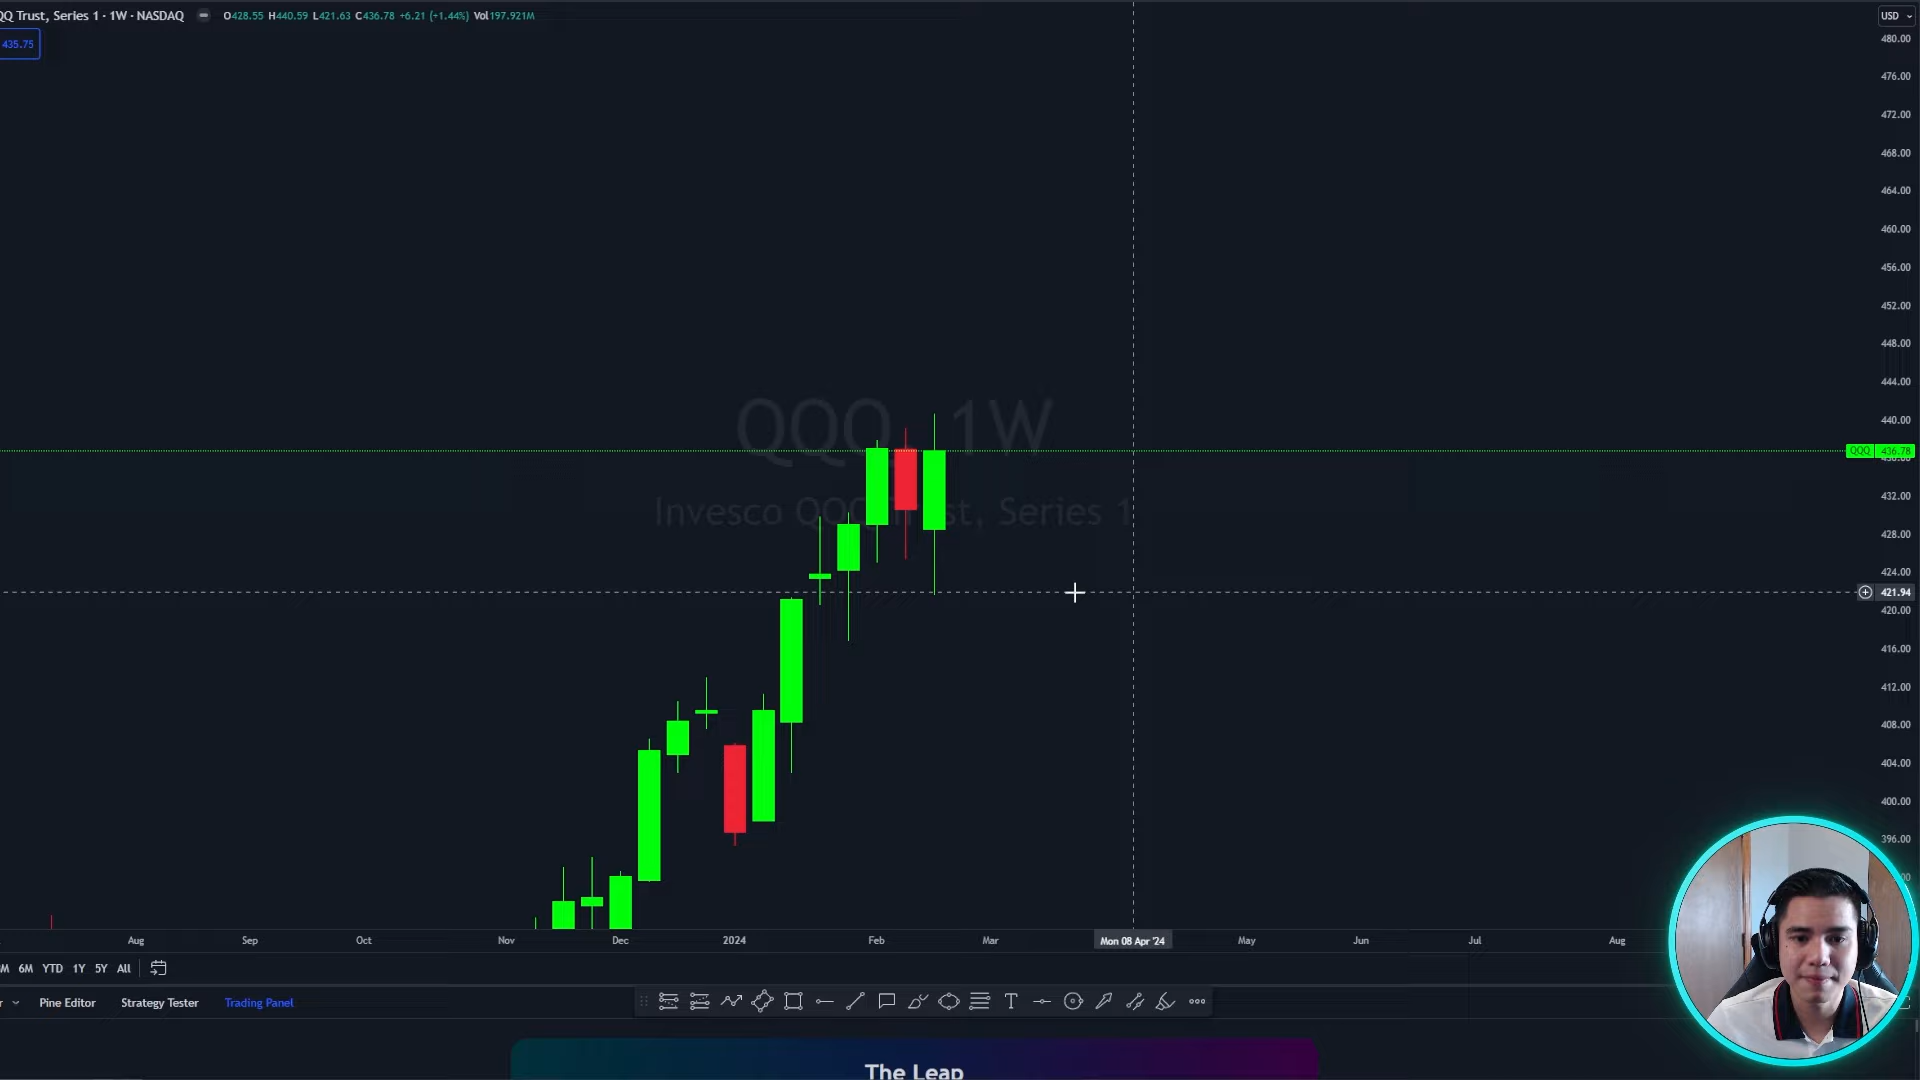 QQ Trust, Series 1 · 1W · NASDAQ O428.55 H440.59 L421.63 C436.78 +6.21 (+1.44%) Vol197.921M
USD
435.75
480.00
476.00
472.00
468.00
464.00
460.00
456.00
452.00
448.00
444.00
440.00
QQQ, 1W
QQQ 436.78
432.00
Invesco QQQ Trust, Series 1
428.00
424.00
421.94
420.00
416.00
412.00
408.00
404.00
400.00
396.00
Aug Sep Oct Nov Dec 2024 Feb Mar Mon 08 Apr '24 May Jun Jul Aug
M 6M YTD 1Y 5Y All
r Pine Editor Strategy Tester Trading Panel
The Leap